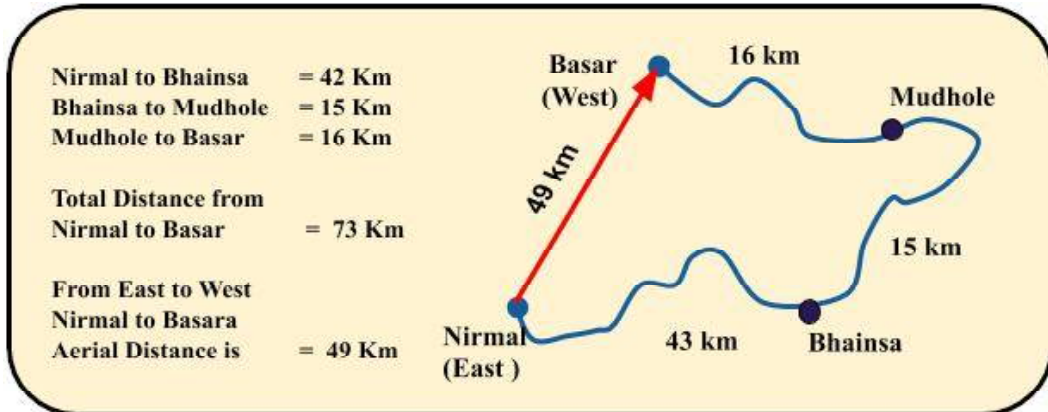 Nirmal to Bhainsa = 42 Km
Bhainsa to Mudhole = 15 Km
Mudhole to Basar = 16 Km
Total Distance from
Nirmal to Basar = 73 Km
From East to West
Nirmal to Basara
Aerial Distance is = 49 Km
Basar
(West)
16 km
Mudhole
49 km
15 km
Nirmal
(East )
43 km
Bhainsa